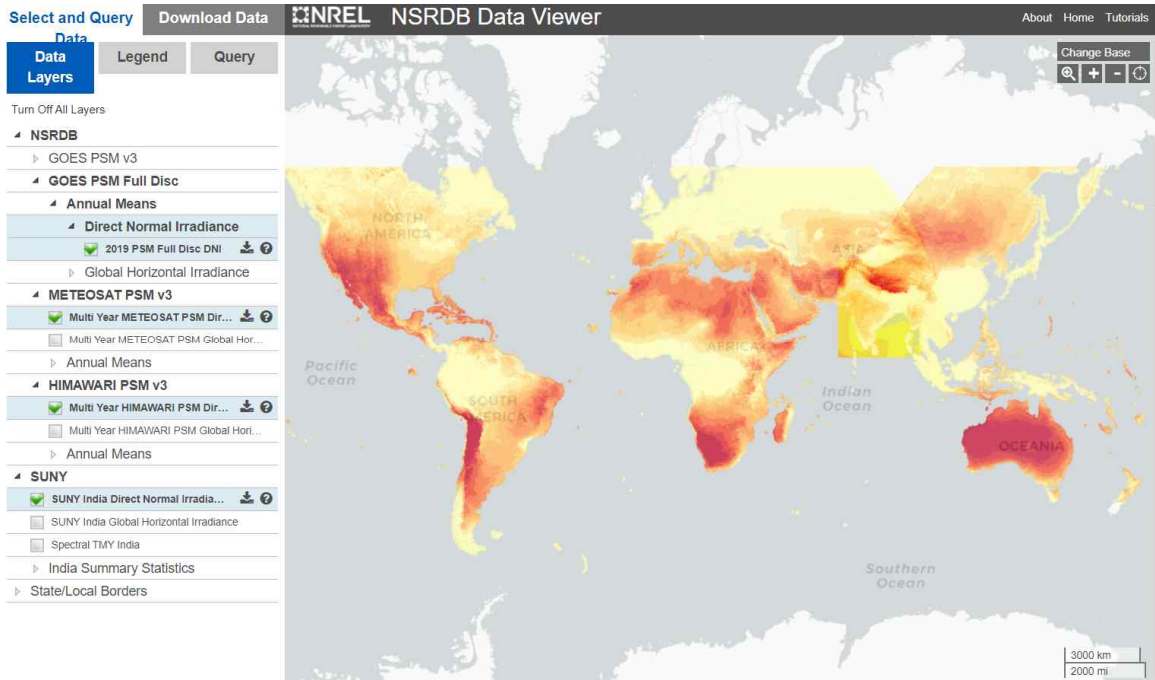 Select and Query Data
Download Data
NREL
NSRDB Data Viewer
About Home Tutorials
Data Layers
Legend
Query
Turn Off All Layers
NSRDB
GOES PSM v3
GOES PSM Full Disc
Annual Means
Direct Normal Irradiance
2019 PSM Full Disc DNI
Global Horizontal Irradiance
METEOSAT PSM v3
Multi Year METEOSAT PSM Dir...
Multi Year METEOSAT PSM Global Hor...
Annual Means
HIMAWARI PSM v3
Multi Year HIMAWARI PSM Dir...
Multi Year HIMAWARI PSM Global Hori...
Annual Means
SUNY
SUNY India Direct Normal Irradia...
SUNY India Global Horizontal Irradiance
Spectral TMY India
India Summary Statistics
State/Local Borders
Change Base
NORTH
AMERICA
ASIA
AFRICA
Pacific
Ocean
SOUTH
AMERICA
Indian
Ocean
OCEANIA
Southern
Ocean
3000 km
2000 mi